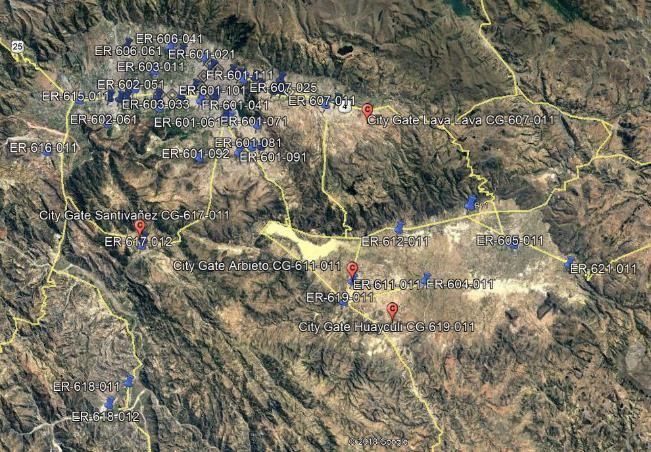 25
ER-606-041
ER-606-061
ER-601-021
ER-603-011
ER-601-111
ER-602-051
ER-601-101
ER-607-025
ER-615-011
ER-603-033
ER-601-041
ER-607-011
City Gate Lava Lava CG-607-011
ER-602-061
ER-601-061
ER-601-071
ER-601-081
ER-616-011
ER-601-092
ER-601-091
City Gate Santivañez CG-617-011
ER-617-012
ER-612-011
ER-605-011
City Gate Arbieto CG-611-011
ER-621-011
ER-611-011
ER-604-011
ER-619-011
City Gate Huayculi CG-619-011
ER-618-011
ER-618-012
Google